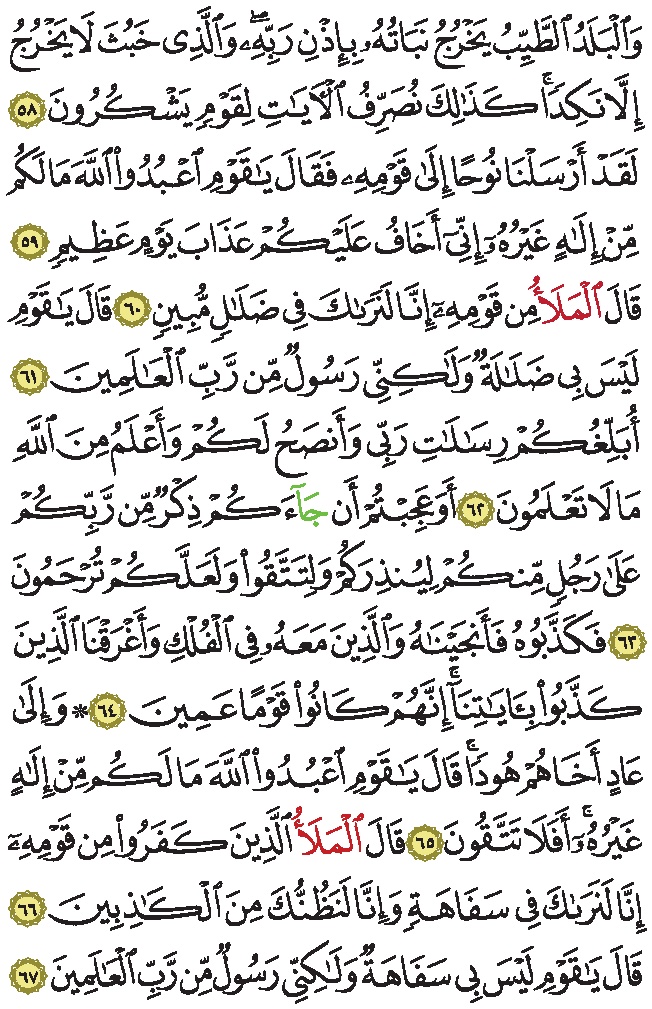 وَٱلْبَلَدُ ٱلطَّيِّبُ يَخْرُجُ نَبَاتُهُۥ بِإِذْنِ رَبِّهِۦۖ وَٱلَّذِى خَبُثَ لَا يَخْرُجُ
إِلَّا نَكِدًاۚ كَذَٰلِكَ نُصَرِّفُ ٱلْءَايَٰتِ لِقَوْمٍ يَشْكُرُونَ ٥٨
لَقَدْ أَرْسَلْنَا نُوحًا إِلَىٰ قَوْمِهِۦ فَقَالَ يَٰقَوْمِ ٱعْبُدُوا۟ ٱللَّهَ مَا لَكُم
مِّنْ إِلَٰهٍ غَيْرُهُۥٓ إِنِّىٓ أَخَافُ عَلَيْكُمْ عَذَابَ يَوْمٍ عَظِيمٍ ٥٩
قَالَ ٱلْمَلَأُ مِن قَوْمِهِۦٓ إِنَّا لَنَرَىٰكَ فِى ضَلَٰلٍ مُّبِينٍ ٦٠ قَالَ يَٰقَوْمِ
لَيْسَ بِى ضَلَٰلَةٌ وَلَٰكِنِّى رَسُولٌ مِّن رَّبِّ ٱلْعَٰلَمِينَ ٦١
أُبَلِّغُكُمْ رِسَٰلَٰتِ رَبِّى وَأَنصَحُ لَكُمْ وَأَعْلَمُ مِنَ ٱللَّهِ
مَا لَا تَعْلَمُونَ ٦٢ أَوَعَجِبْتُمْ أَن جَآءَكُمْ ذِكْرٌ مِّن رَّبِّكُمْ
عَلَىٰ رَجُلٍ مِّنكُمْ لِيُنذِرَكُمْ وَلِتَتَّقُوا۟ وَلَعَلَّكُمْ تُرْحَمُونَ
٦٣ فَكَذَّبُوهُ فَأَنجَيْنَٰهُ وَٱلَّذِينَ مَعَهُۥ فِى ٱلْفُلْكِ وَأَغْرَقْنَا ٱلَّذِينَ
كَذَّبُوا۟ بِـَٔايَٰتِنَآۚ إِنَّهُمْ كَانُوا۟ قَوْمًا عَمِينَ ٦٤ * وَإِلَىٰ
عَادٍ أَخَاهُمْ هُودًاۚ قَالَ يَٰقَوْمِ ٱعْبُدُوا۟ ٱللَّهَ مَا لَكُم مِّنْ إِلَٰهٍ
غَيْرُهُۥٓۚ أَفَلَا تَتَّقُونَ ٦٥ قَالَ ٱلْمَلَأُ ٱلَّذِينَ كَفَرُوا۟ مِن قَوْمِهِۦٓ
إِنَّا لَنَرَىٰكَ فِى سَفَاهَةٍ وَإِنَّا لَنَظُنُّكَ مِنَ ٱلْكَٰذِبِينَ ٦٦
قَالَ يَٰقَوْمِ لَيْسَ بِى سَفَاهَةٌ وَلَٰكِنِّى رَسُولٌ مِّن رَّبِّ ٱلْعَٰلَمِينَ ٦٧